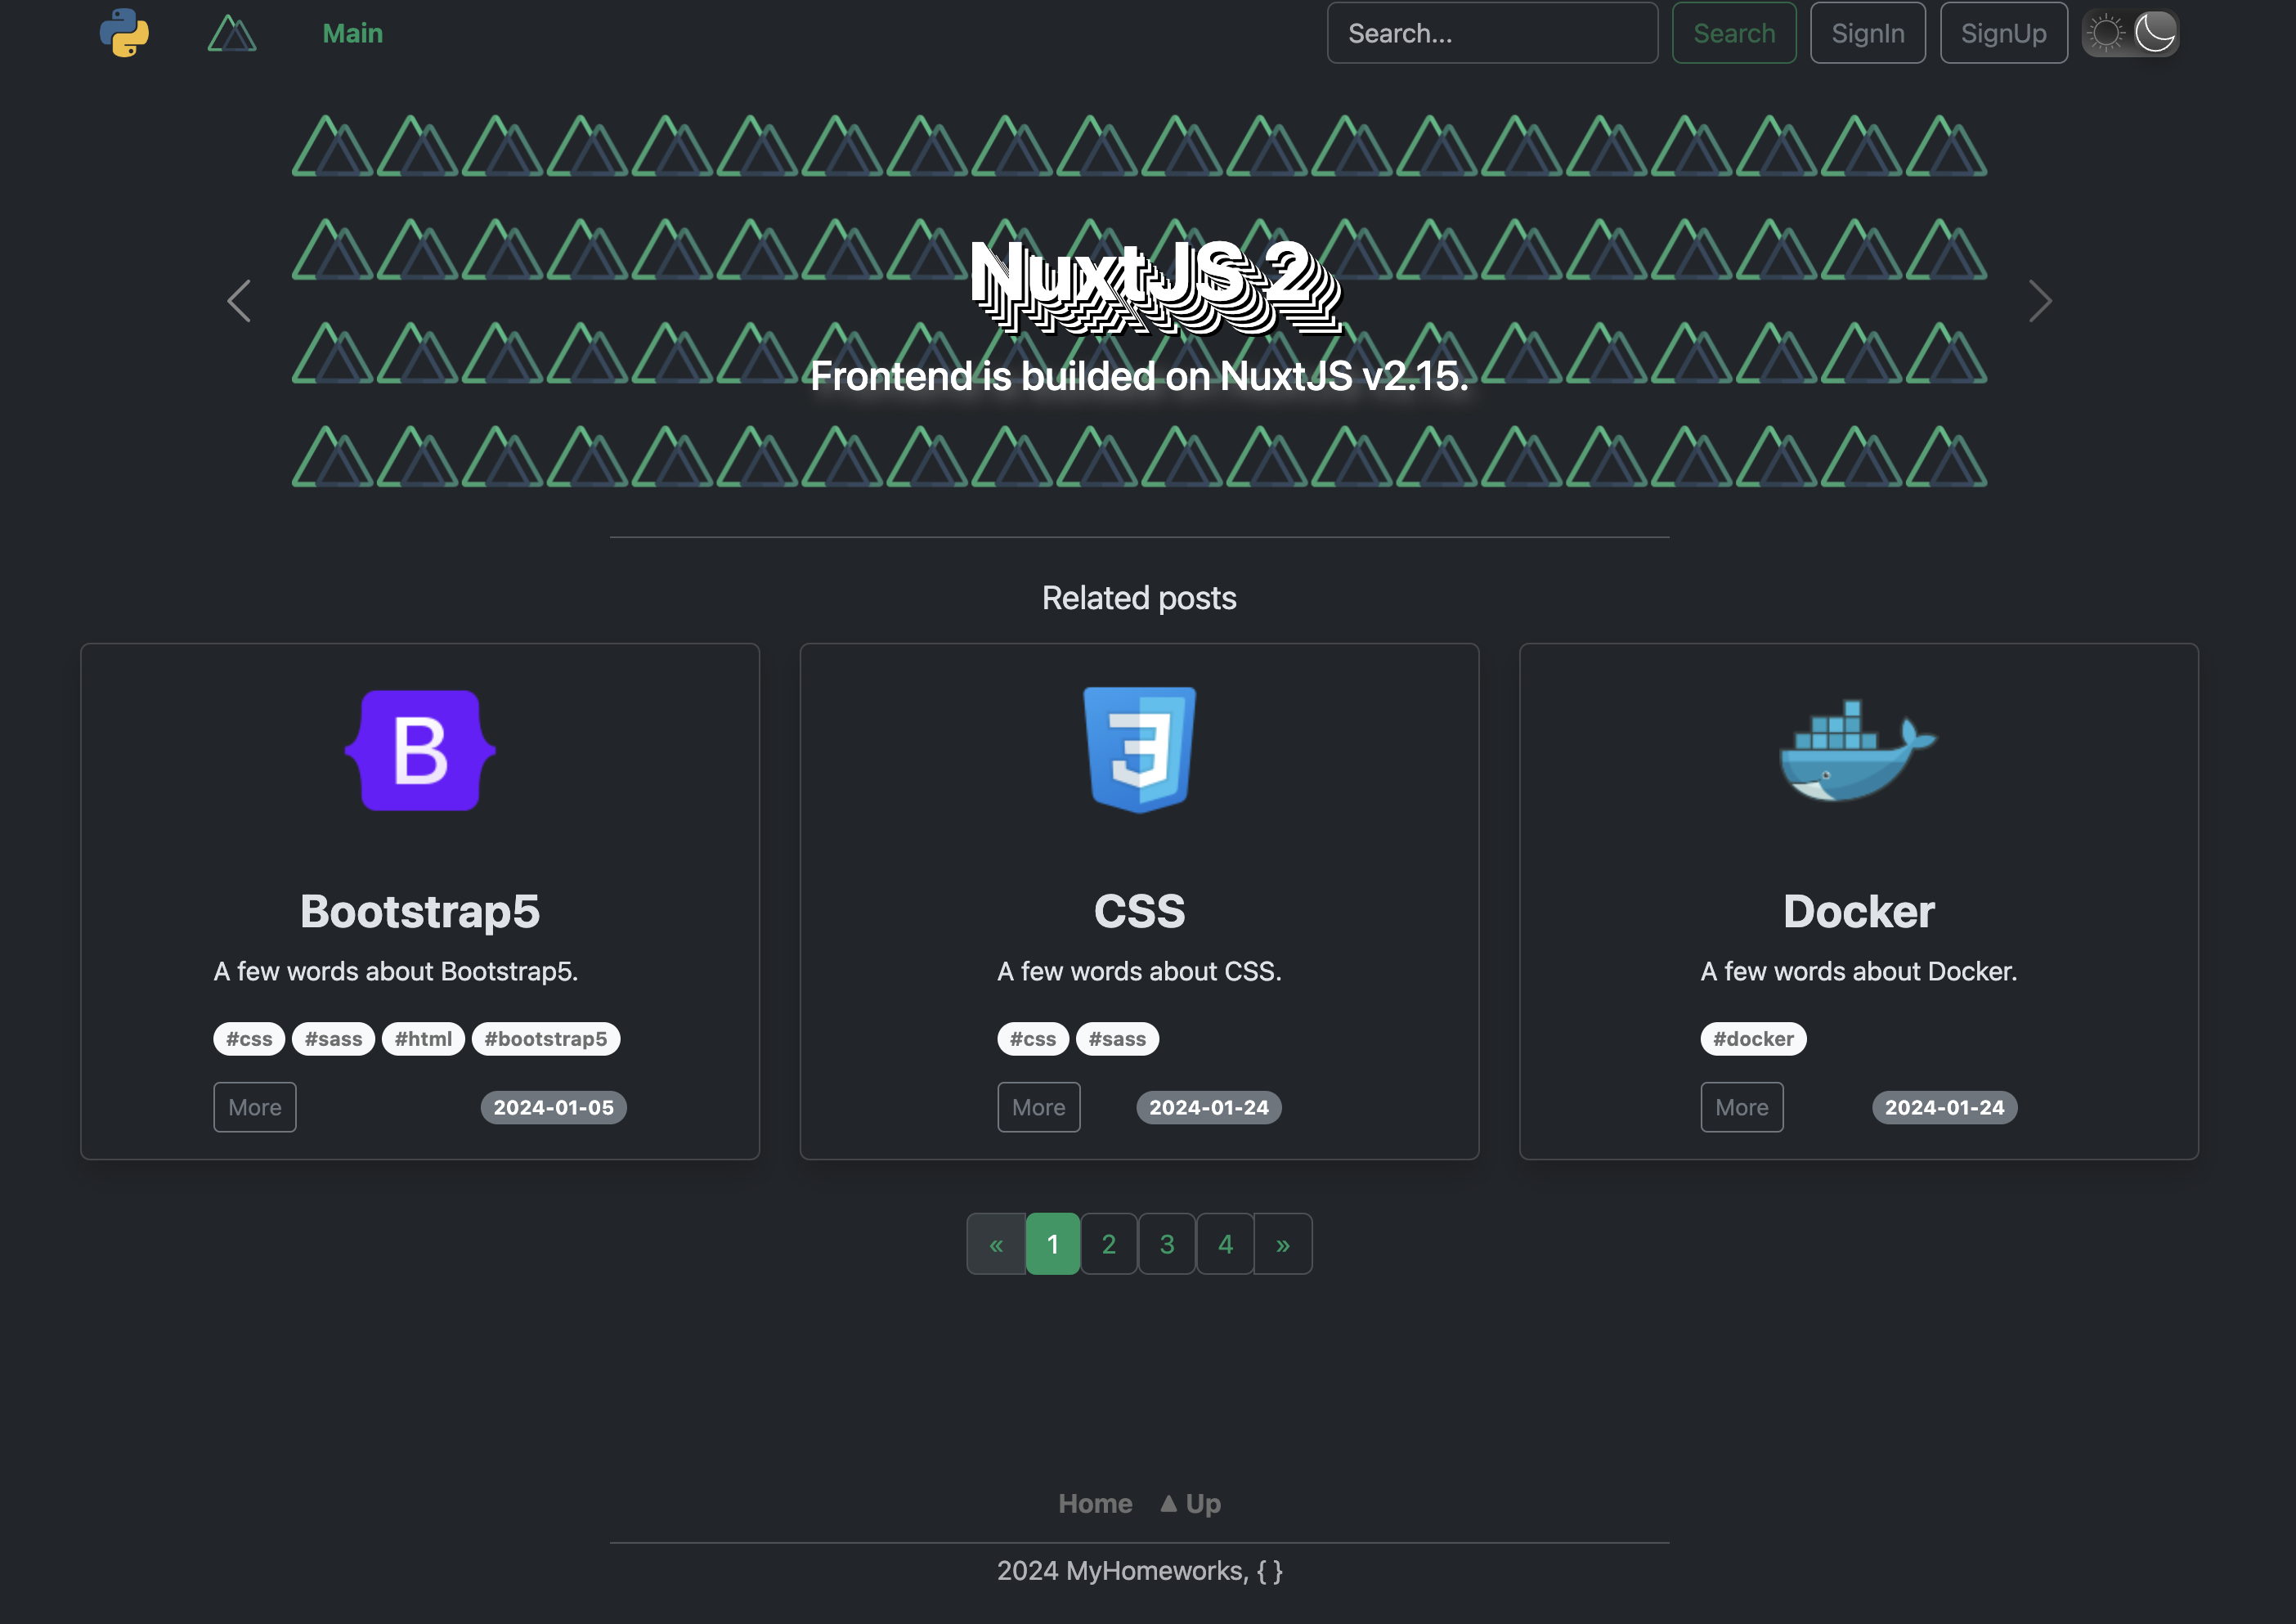 Main Search... Search SignIn SignUp
NuxtJS 2
Frontend is builded on NuxtJS v2.15.
Related posts
B
3
Bootstrap5
A few words about Bootstrap5.
#css #sass #html #bootstrap5
More 2024-01-05
CSS
A few words about CSS.
#css #sass
More 2024-01-24
Docker
A few words about Docker.
#docker
More 2024-01-24
« 1 2 3 4 »
Home ▲ Up
2024 MyHomeworks, { }